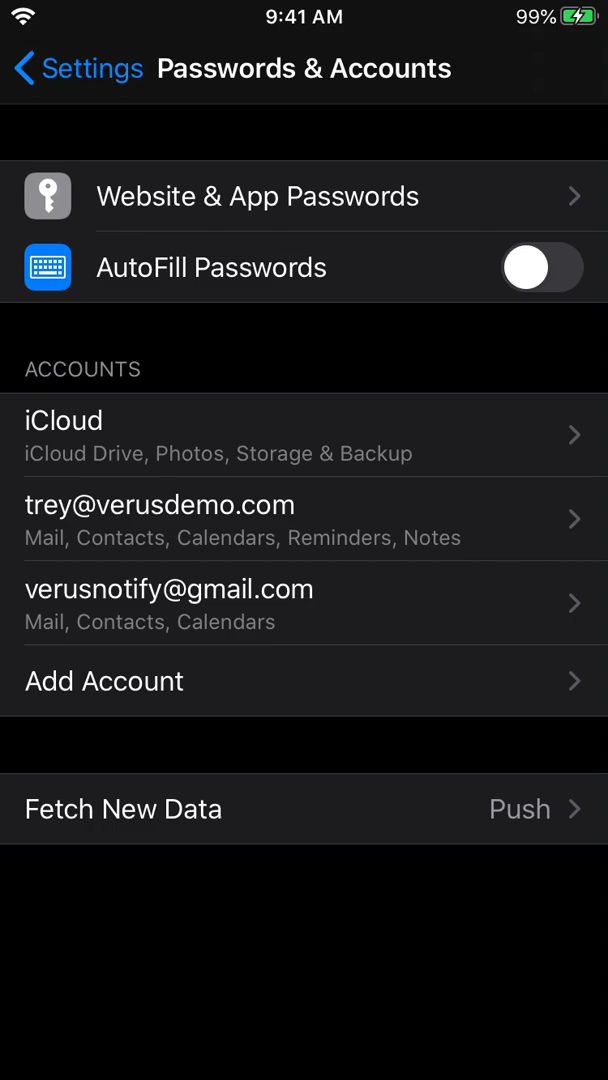 9:41 AM
99%
Settings
Passwords & Accounts
Website & App Passwords
AutoFill Passwords
ACCOUNTS
iCloud
iCloud Drive, Photos, Storage & Backup
trey@verusdemo.com
Mail, Contacts, Calendars, Reminders, Notes
verusnotify@gmail.com
Mail, Contacts, Calendars
Add Account
Fetch New Data
Push